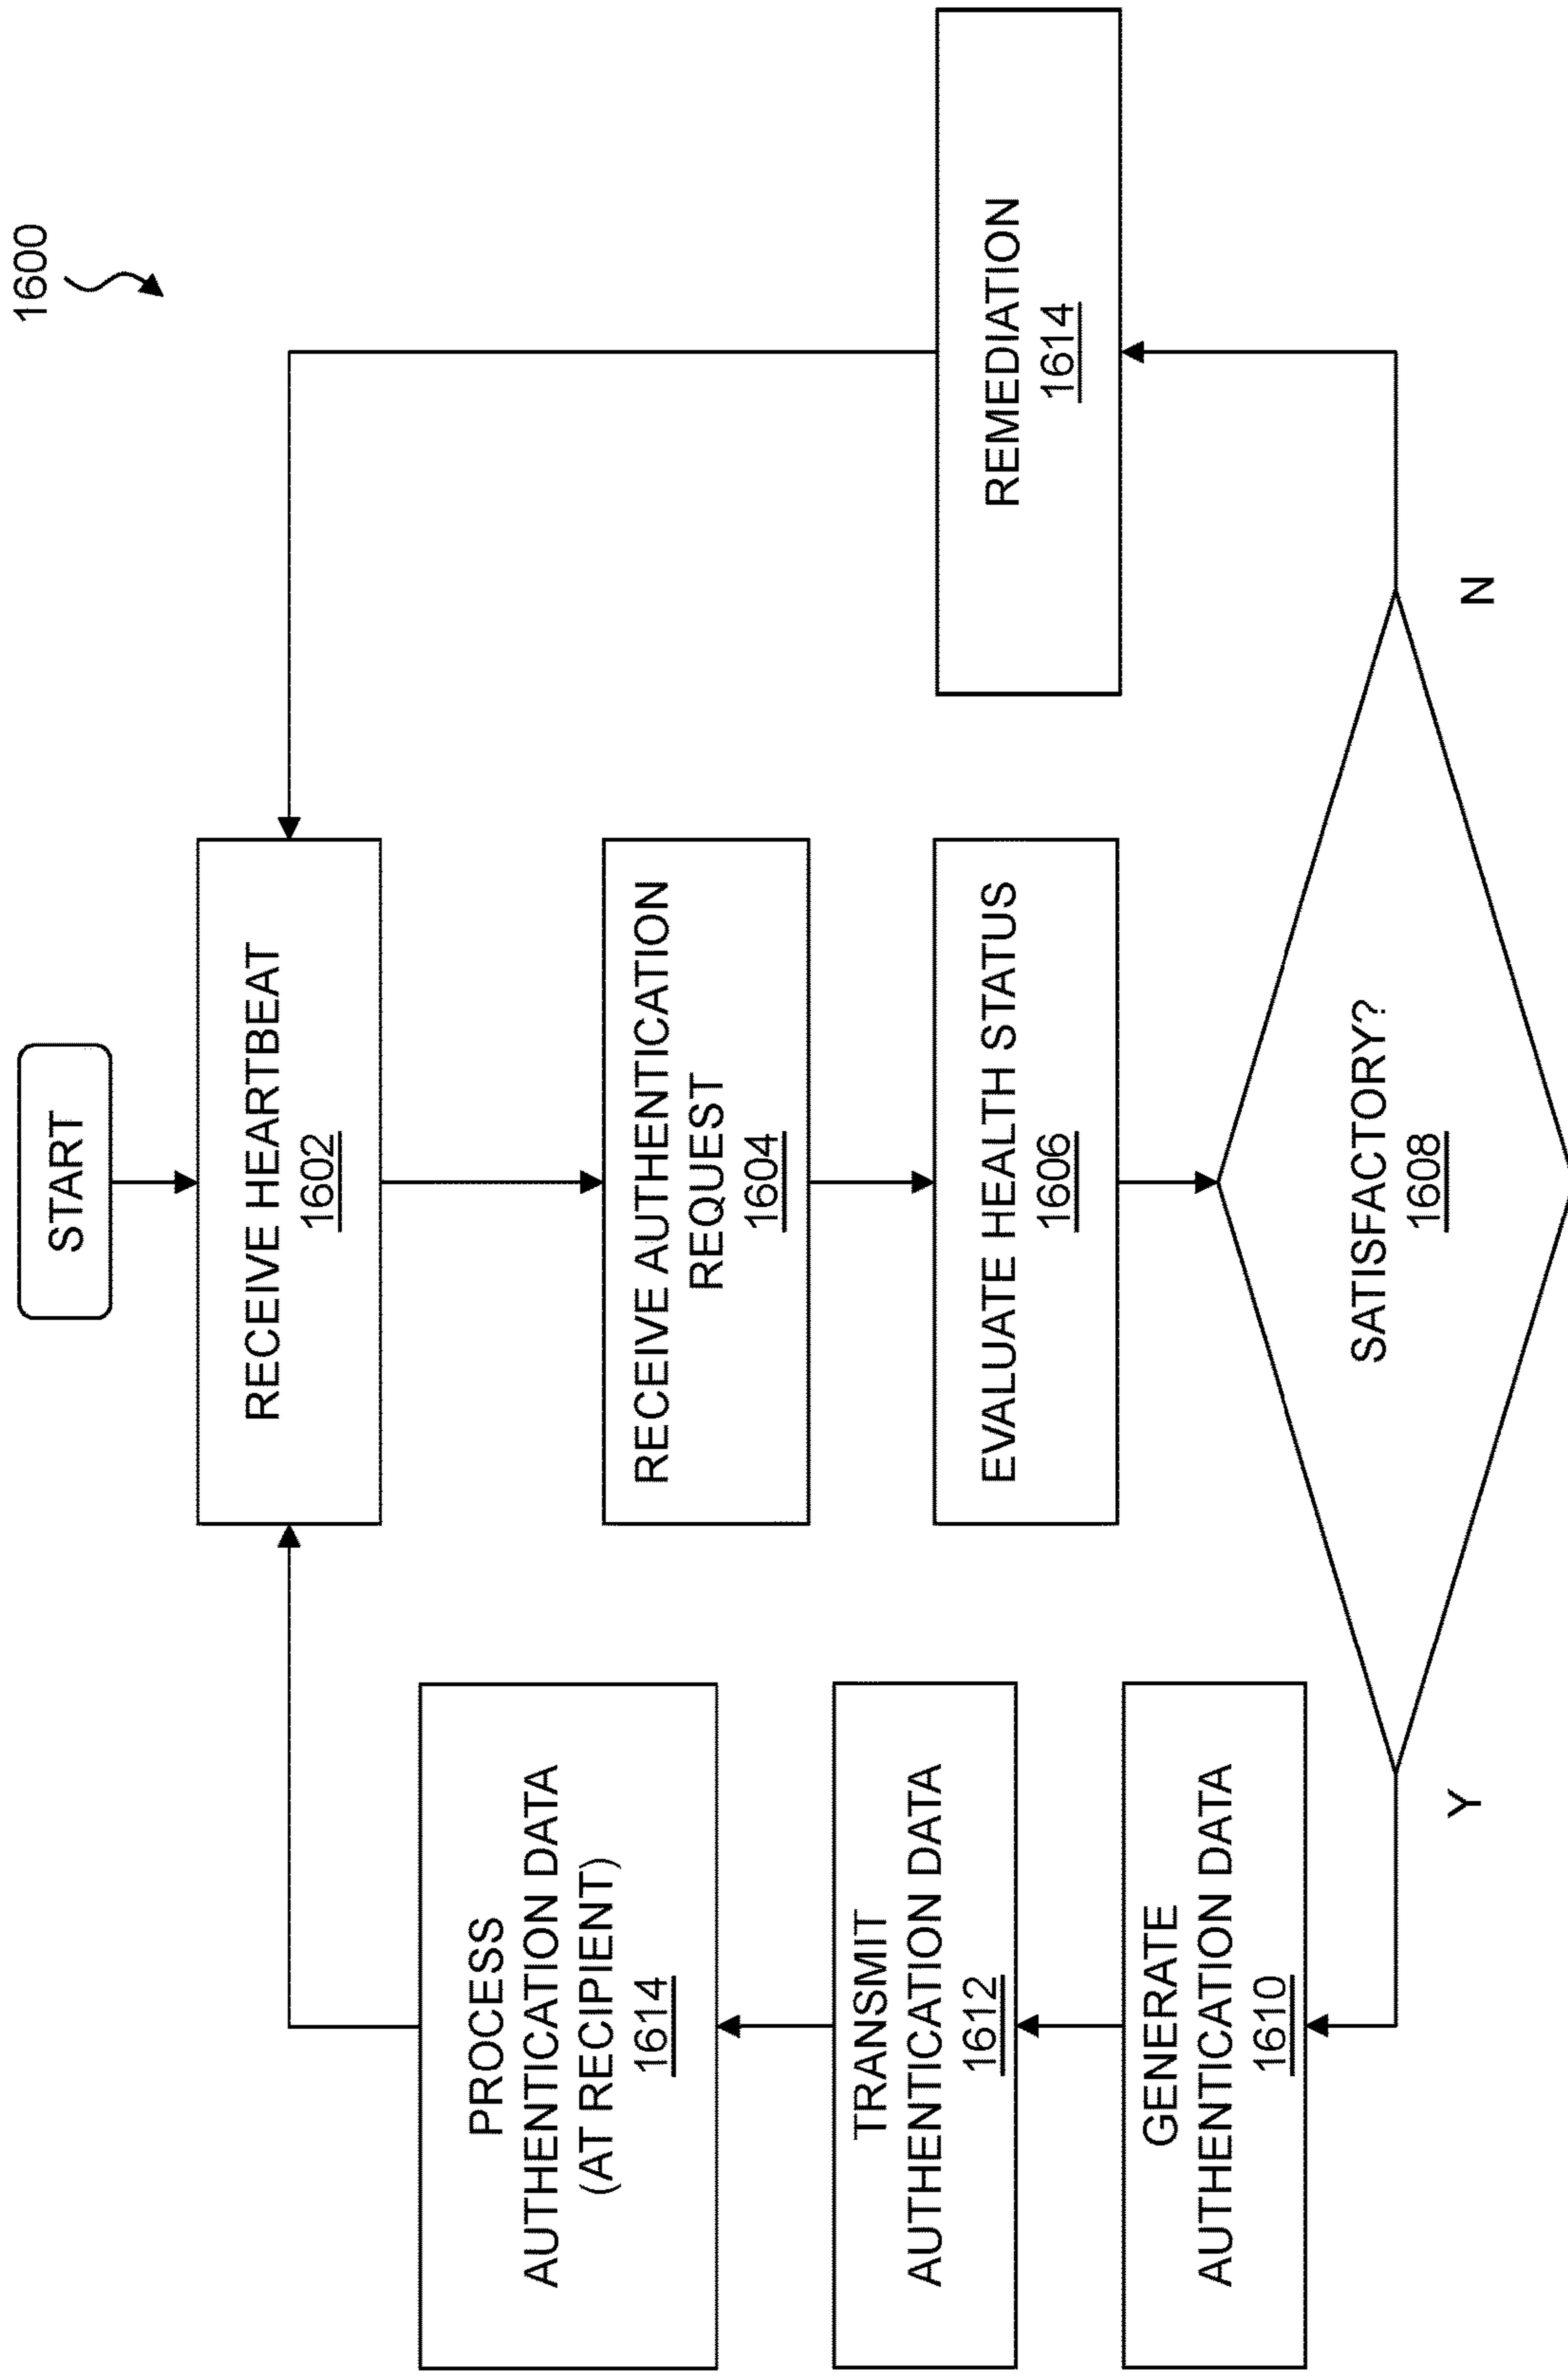 1600
START
RECEIVE HEARTBEAT
1602
RECEIVE AUTHENTICATION
REQUEST
1604
EVALUATE HEALTH STATUS
1606
SATISFACTORY?
1608
Y
GENERATE
AUTHENTICATION DATA
1610
TRANSMIT
AUTHENTICATION DATA
1612
PROCESS
AUTHENTICATION DATA
(AT RECIPIENT)
1614
N
REMEDIATION
1614